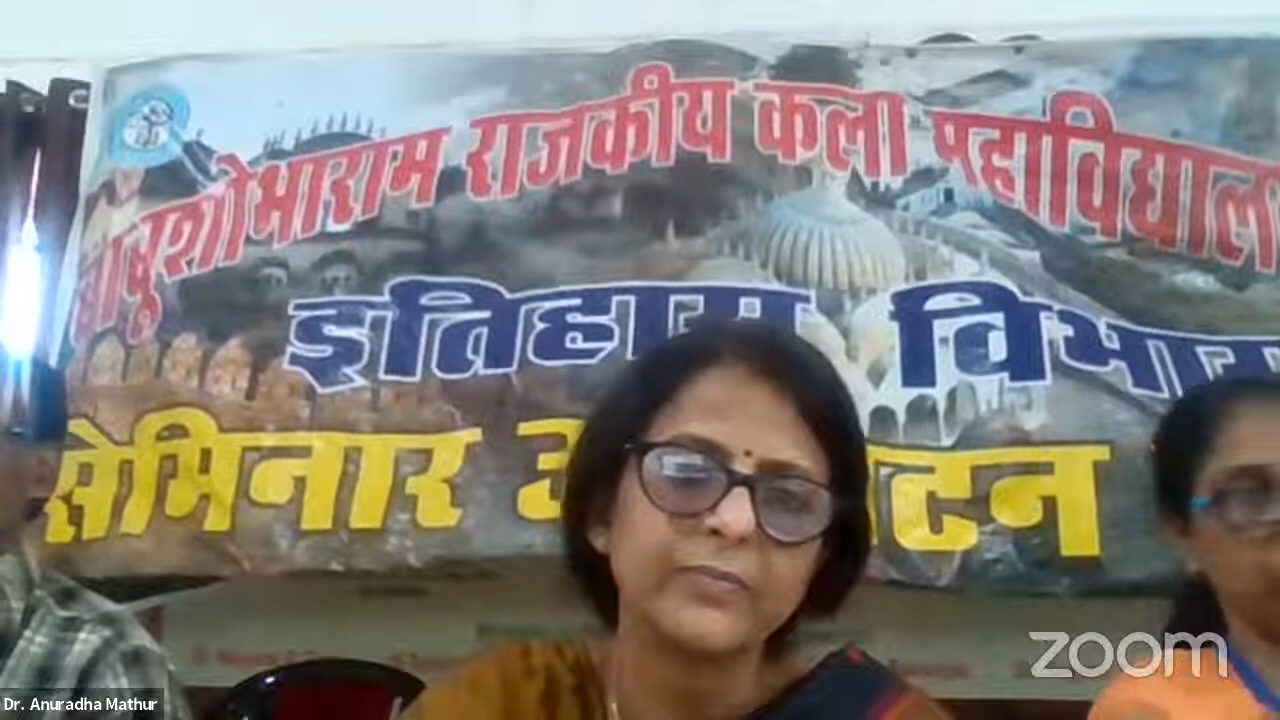 बाबू शोभाराम राजकीय कला महाविद्याल
इतिहास विभाग
सेमिनार
zoom
Dr. Anuradha Mathur